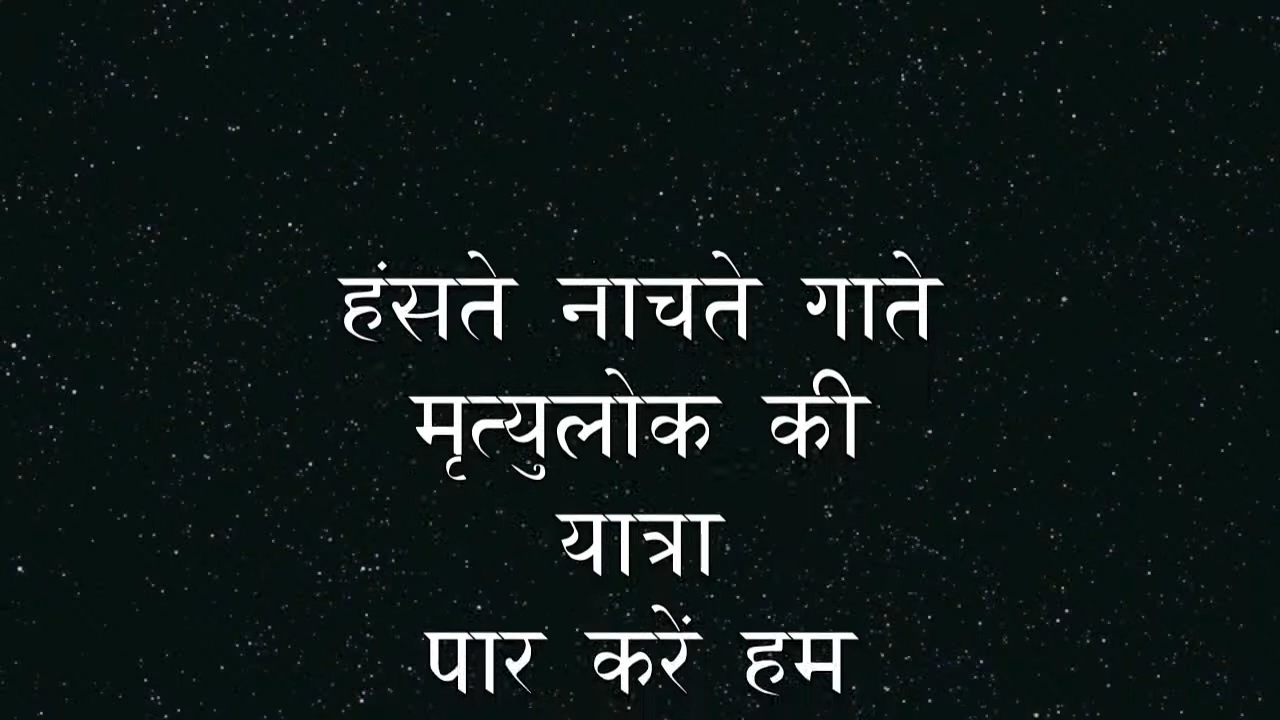 हंसते नाचते गाते
मृत्युलोक की
यात्रा
पार करें हम